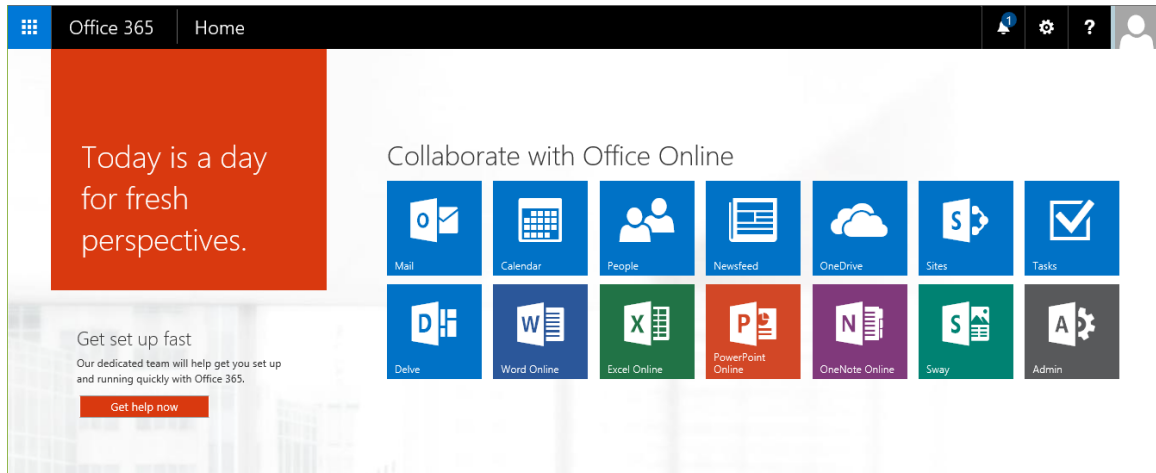 Office 365
Home
1
?
Today is a day
for fresh
perspectives.
Collaborate with Office Online
Mail
Calendar
People
Newsfeed
OneDrive
Sites
Tasks
Delve
Word Online
Excel Online
PowerPoint
Online
OneNote Online
Sway
Admin
Get set up fast
Our dedicated team will help get you set up
and running quickly with Office 365.
Get help now